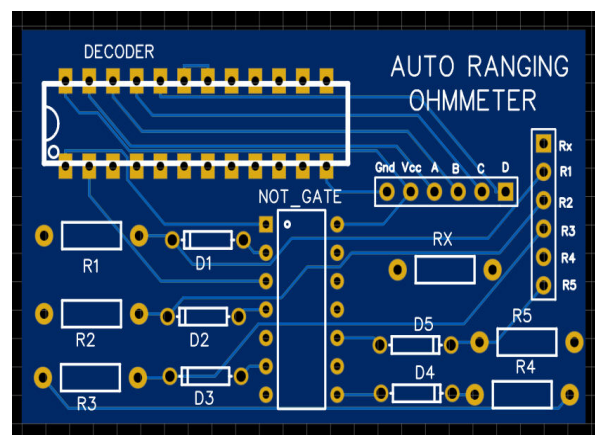 DECODER
AUTO RANGING
OHMMETER
Rx
Gnd Vcc A B C D
R1
NOT_GATE
R2
R3
R4
R5
RX
R1
D1
R2
D2
D5
R5
R3
D3
D4
R4